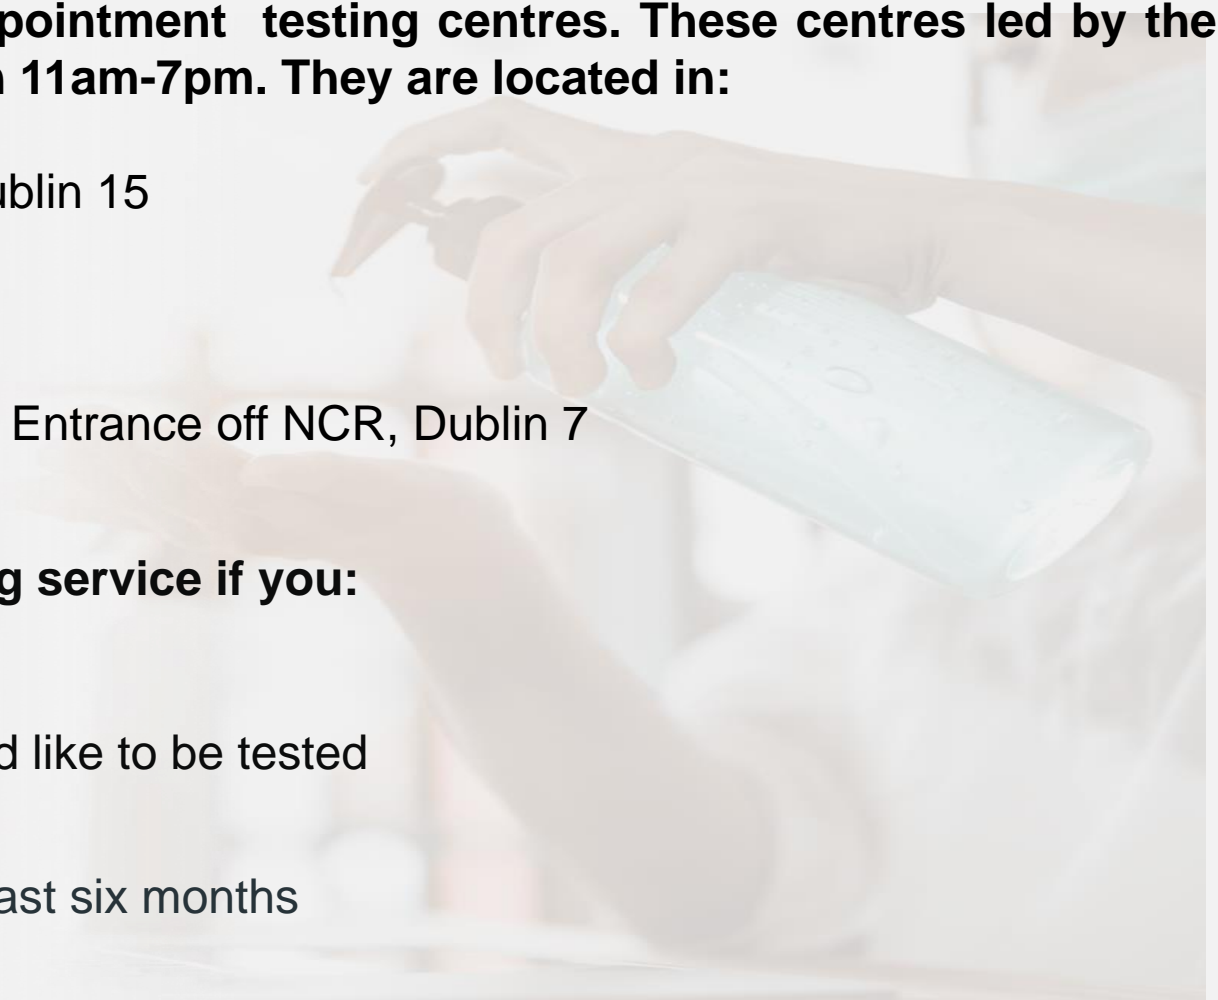 pointment testing centres. These centres led by the
11am-7pm. They are located in:
ublin 15
Entrance off NCR, Dublin 7
g service if you:
d like to be tested
ast six months